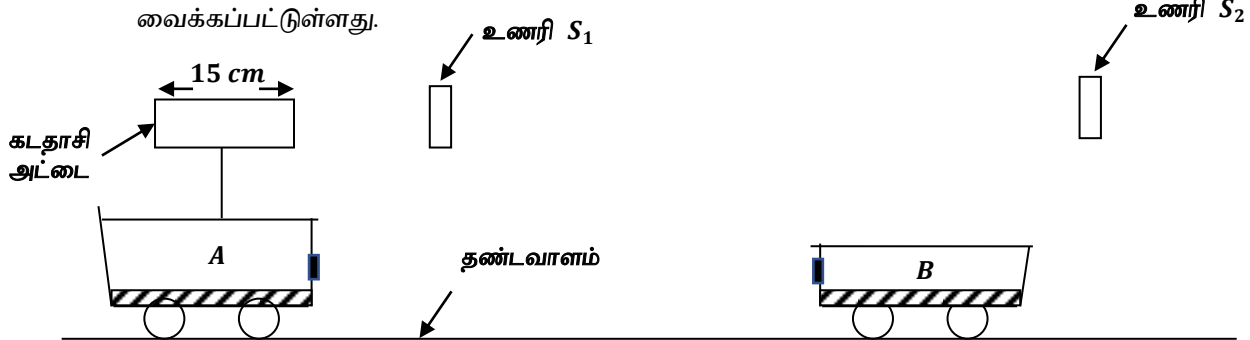 வைக்கப்பட்டுள்ளது.
உணரி S₁
உணரி S₂
15 cm
கடதாசி
அட்டை
A
தண்டவாளம்
B